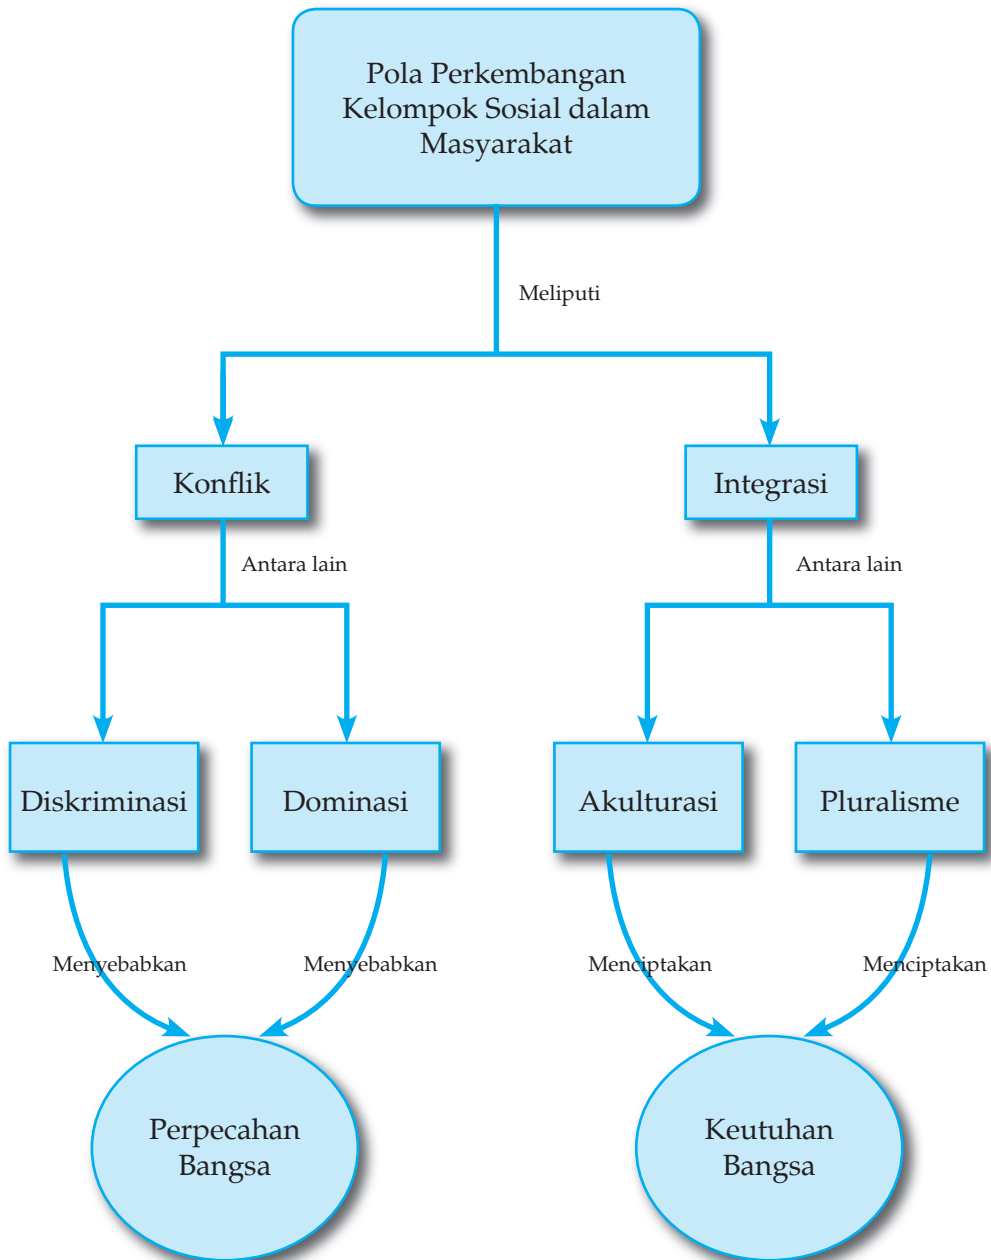 Pola Perkembangan
Kelompok Sosial dalam
Masyarakat
Meliputi
Konflik
Integrasi
Antara lain
Antara lain
Diskriminasi
Dominasi
Akulturasi
Pluralisme
Menyebabkan
Menyebabkan
Menciptakan
Menciptakan
Perpecahan
Bangsa
Keutuhan
Bangsa